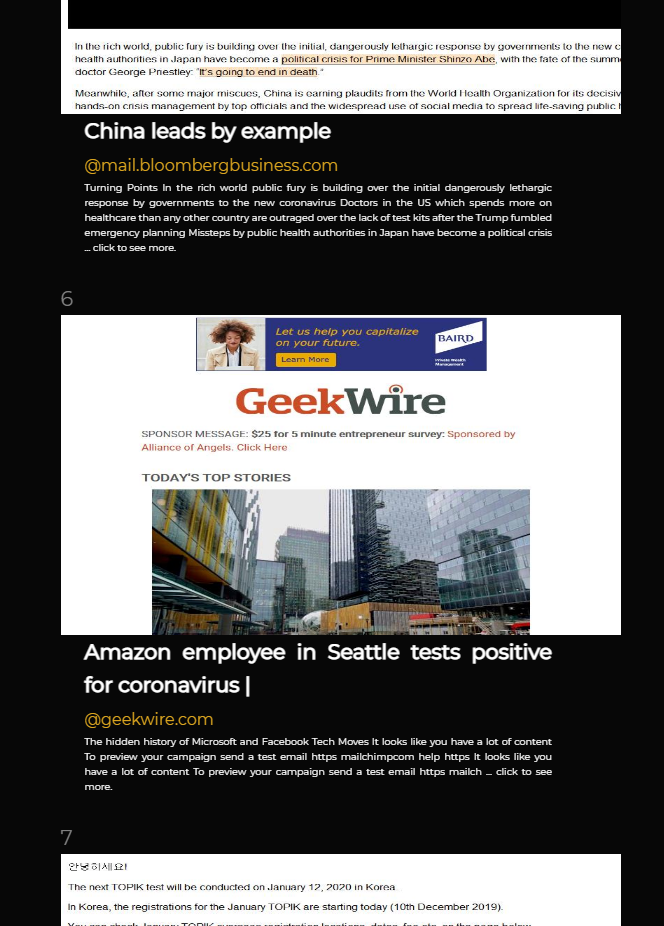 In the rich world, public fury is building over the initial, dangerously lethargic response by governments to the new c
health authorities in Japan have become a political crisis for Prime Minister Shinzo Abe, with the fate of the summe
doctor George Priestley: "It's going to end in death."
Meanwhile, after some major miscues, China is earning plaudits from the World Health Organization for its decisiv
hands-on crisis management by top officials and the widespread use of social media to spread life-saving public h
China leads by example
@mail.bloombergbusiness.com
Turning Points In the rich world public fury is building over the initial dangerously lethargic
response by governments to the new coronavirus Doctors in the US which spends more on
healthcare than any other country are outraged over the lack of test kits after the Trump fumbled
emergency planning Missteps by public health authorities in Japan have become a political crisis
... click to see more.
6
Let us help you capitalize
on your future.
Learn More
BAIRD
Private Wealth
Management
GeekWire
SPONSOR MESSAGE: $25 for 5 minute entrepreneur survey: Sponsored by
Alliance of Angels. Click Here
TODAY'S TOP STORIES
Amazon employee in Seattle tests positive
for coronavirus |
@geekwire.com
The hidden history of Microsoft and Facebook Tech Moves It looks like you have a lot of content
To preview your campaign send a test email https mailchimpcom help https It looks like you
have a lot of content To preview your campaign send a test email https mailch ... click to see
more.
7
안녕하세요!
The next TOPIK test will be conducted on January 12, 2020 in Korea
In Korea, the registrations for the January TOPIK are starting today (10th December 2019).